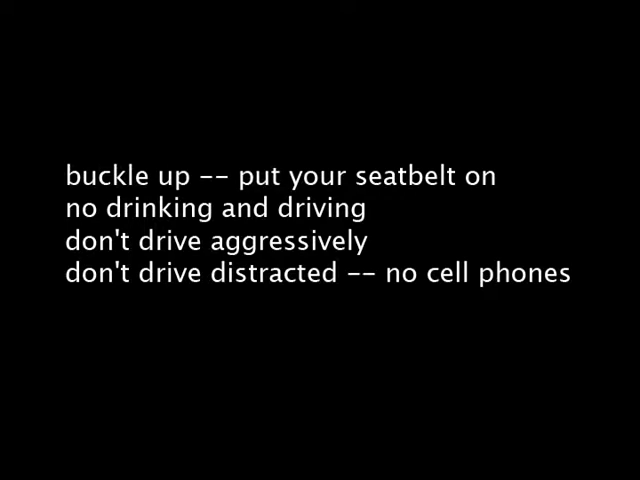 buckle up -- put your seatbelt on
no drinking and driving
don't drive aggressively
don't drive distracted -- no cell phones